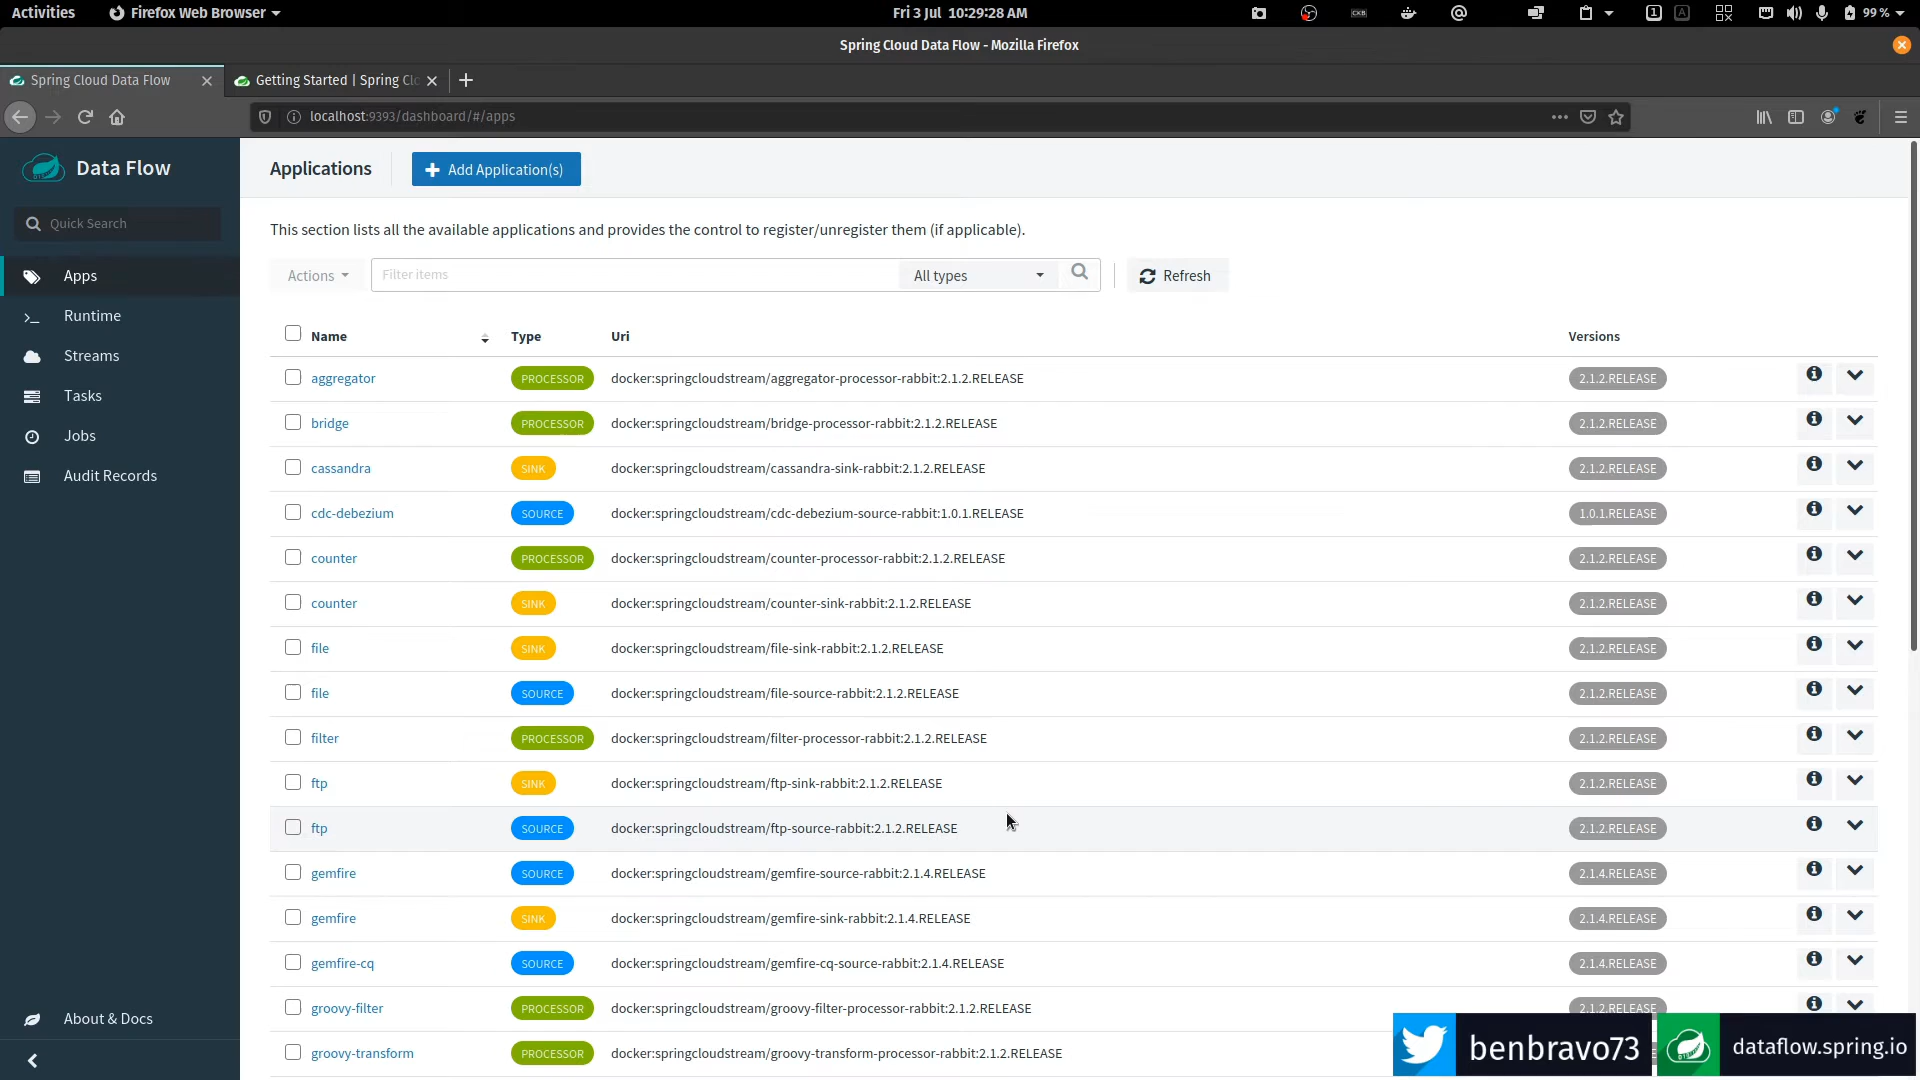 Activities
Firefox Web Browser
Fri 3 Jul 10:29:28 AM
1
A
99 %
Spring Cloud Data Flow - Mozilla Firefox
Spring Cloud Data Flow
Getting Started | Spring Clo
localhost:9393/dashboard/#/apps
Data Flow
Quick Search
Apps
Runtime
Streams
Tasks
Jobs
Audit Records
About & Docs
Applications
Add Application(s)
This section lists all the available applications and provides the control to register/unregister them (if applicable).
Actions
Filter items
All types
Refresh
Name Type Uri Versions
aggregator PROCESSOR docker:springcloudstream/aggregator-processor-rabbit:2.1.2.RELEASE 2.1.2.RELEASE
bridge PROCESSOR docker:springcloudstream/bridge-processor-rabbit:2.1.2.RELEASE 2.1.2.RELEASE
cassandra SINK docker:springcloudstream/cassandra-sink-rabbit:2.1.2.RELEASE 2.1.2.RELEASE
cdc-debezium SOURCE docker:springcloudstream/cdc-debezium-source-rabbit:1.0.1.RELEASE 1.0.1.RELEASE
counter PROCESSOR docker:springcloudstream/counter-processor-rabbit:2.1.2.RELEASE 2.1.2.RELEASE
counter SINK docker:springcloudstream/counter-sink-rabbit:2.1.2.RELEASE 2.1.2.RELEASE
file SINK docker:springcloudstream/file-sink-rabbit:2.1.2.RELEASE 2.1.2.RELEASE
file SOURCE docker:springcloudstream/file-source-rabbit:2.1.2.RELEASE 2.1.2.RELEASE
filter PROCESSOR docker:springcloudstream/filter-processor-rabbit:2.1.2.RELEASE 2.1.2.RELEASE
ftp SINK docker:springcloudstream/ftp-sink-rabbit:2.1.2.RELEASE 2.1.2.RELEASE
ftp SOURCE docker:springcloudstream/ftp-source-rabbit:2.1.2.RELEASE 2.1.2.RELEASE
gemfire SOURCE docker:springcloudstream/gemfire-source-rabbit:2.1.4.RELEASE 2.1.4.RELEASE
gemfire SINK docker:springcloudstream/gemfire-sink-rabbit:2.1.4.RELEASE 2.1.4.RELEASE
gemfire-cq SOURCE docker:springcloudstream/gemfire-cq-source-rabbit:2.1.4.RELEASE 2.1.4.RELEASE
groovy-filter PROCESSOR docker:springcloudstream/groovy-filter-processor-rabbit:2.1.2.RELEASE 2.1.2.RELEASE
groovy-transform PROCESSOR docker:springcloudstream/groovy-transform-processor-rabbit:2.1.2.RELEASE
benbravo73
dataflow.spring.io